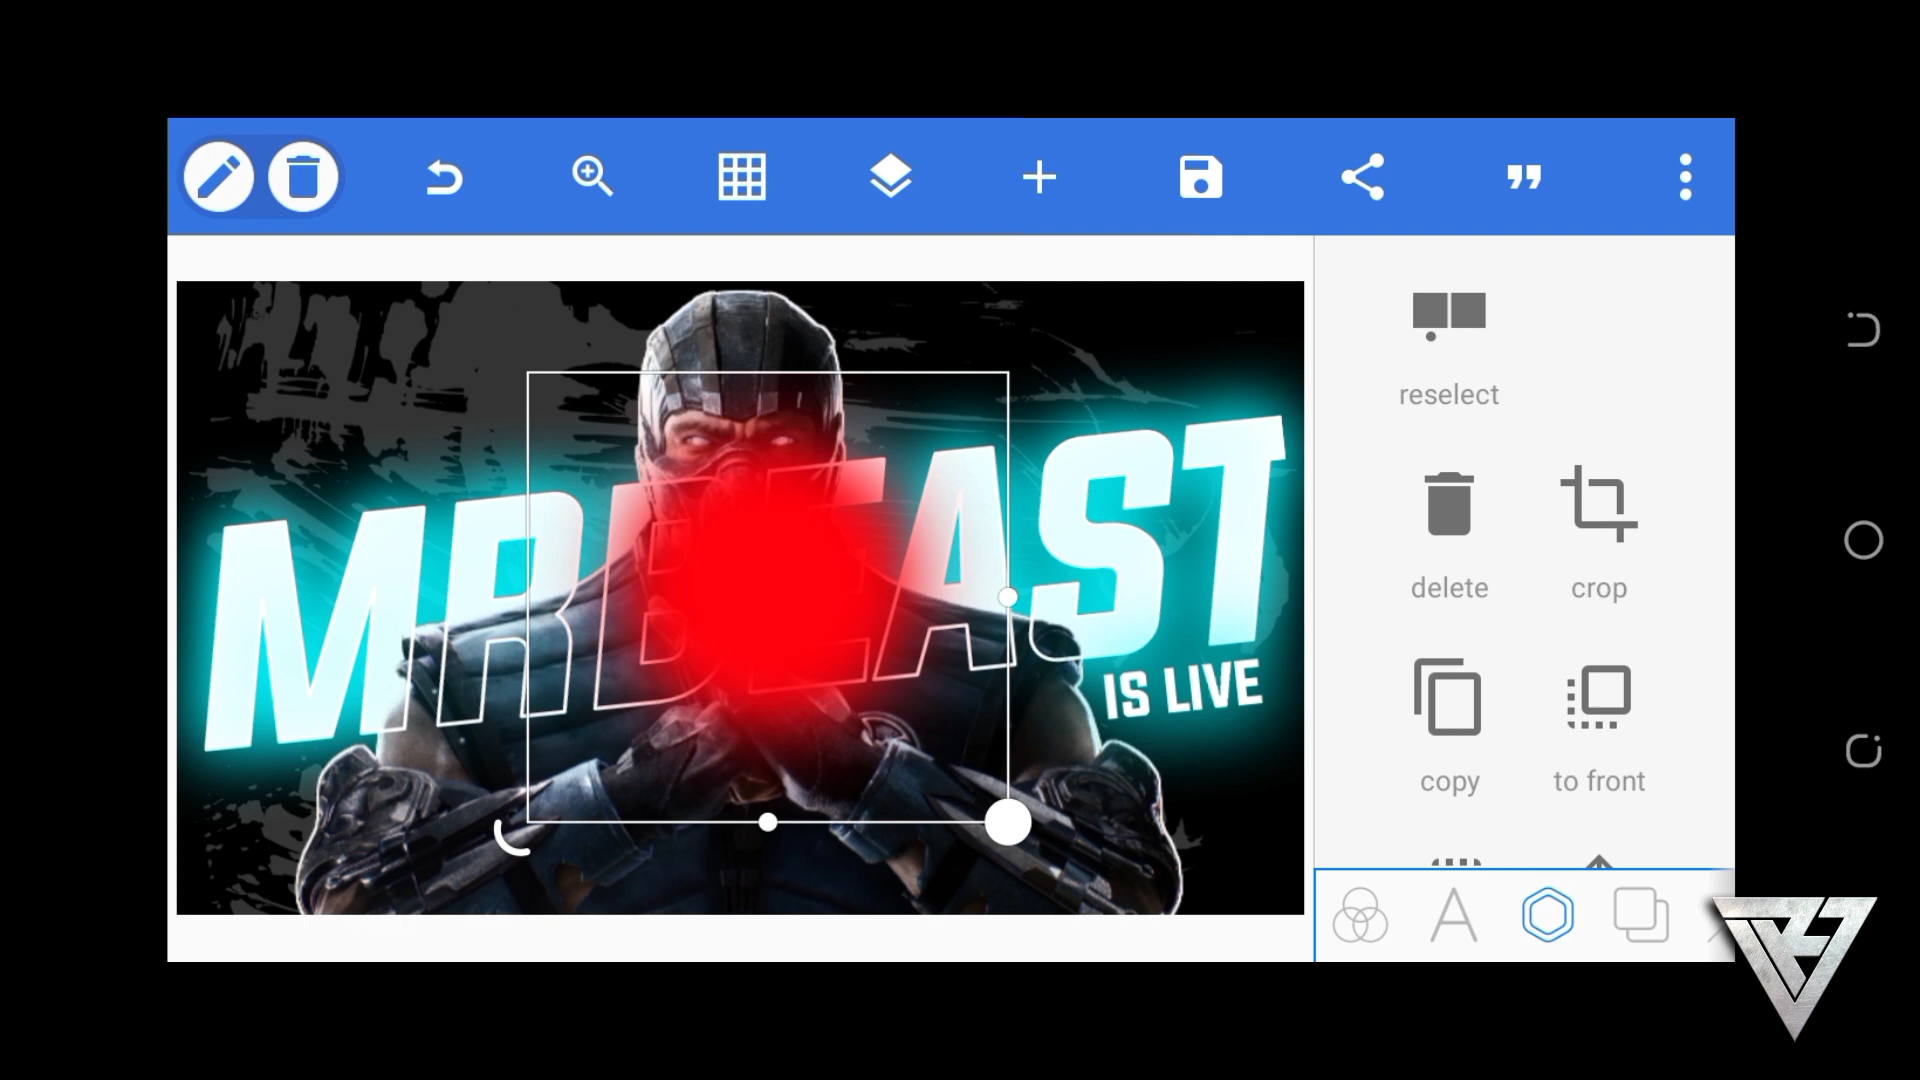 reselect
MRBEAST
delete
crop
IS LIVE
copy
to front